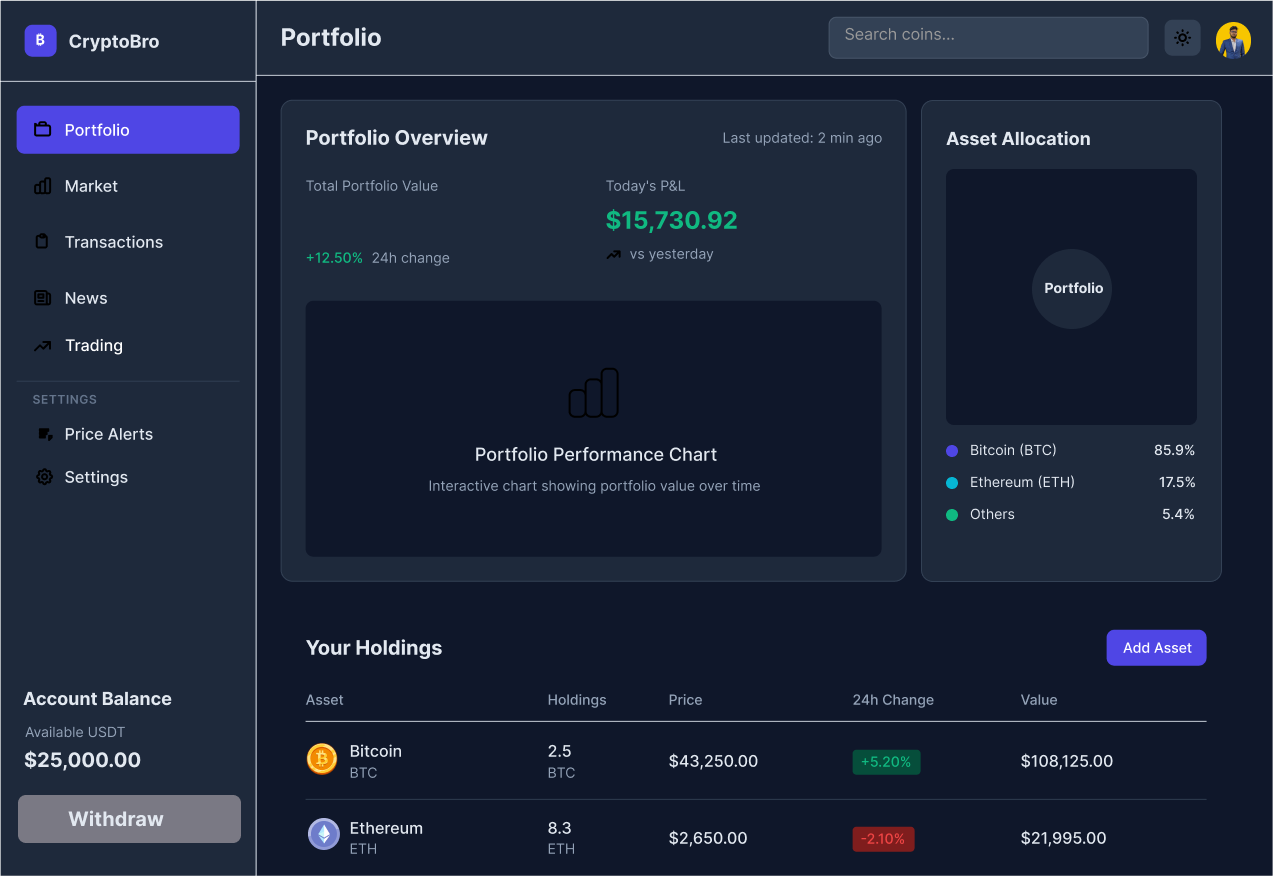 B
CryptoBro
Portfolio
Search coins...
Portfolio
Market
Transactions
News
Trading
SETTINGS
Price Alerts
Settings
Account Balance
Available USDT
$25,000.00
Withdraw
Portfolio Overview
Last updated: 2 min ago
Total Portfolio Value
+12.50% 24h change
Today's P&L
$15,730.92
vs yesterday
Portfolio Performance Chart
Interactive chart showing portfolio value over time
Asset Allocation
Portfolio
Bitcoin (BTC) 85.9%
Ethereum (ETH) 17.5%
Others 5.4%
Your Holdings
Add Asset
Asset Holdings Price 24h Change Value
Bitcoin 2.5
BTC BTC
$43,250.00 +5.20% $108,125.00
Ethereum 8.3
ETH ETH
$2,650.00 -2.10% $21,995.00